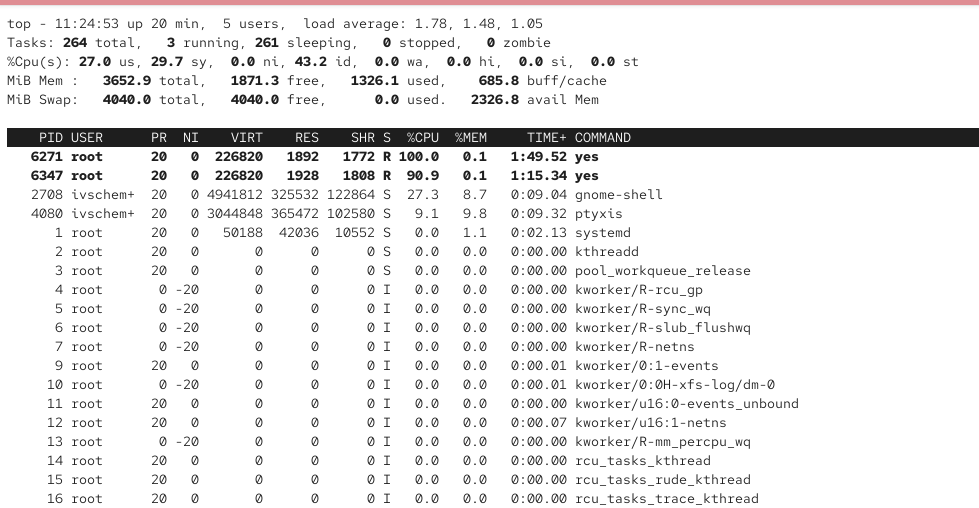 top - 11:24:53 up 20 min,  5 users,  load average: 1.78, 1.48, 1.05
Tasks: 264 total,   3 running, 261 sleeping,   0 stopped,   0 zombie
%Cpu(s): 27.0 us, 29.7 sy,  0.0 ni, 43.2 id,  0.0 wa,  0.0 hi,  0.0 si,  0.0 st
MiB Mem :   3652.9 total,   1871.3 free,   1326.1 used,    685.8 buff/cache
MiB Swap:   4040.0 total,   4040.0 free,      0.0 used.   2326.8 avail Mem
PID USER      PR  NI    VIRT    RES    SHR S  %CPU  %MEM     TIME+ COMMAND
6271 root      20   0  226820   1892   1772 R 100.0   0.1   1:49.52 yes
6347 root      20   0  226820   1928   1808 R  90.9   0.1   1:15.34 yes
2708 ivschem+  20   0 4941812 325532 122864 S  27.3   8.7   0:09.04 gnome-shell
4080 ivschem+  20   0 3044848 365472 102580 S   9.1   9.8   0:09.32 ptyxis
1 root      20   0   50188  42036  10552 S   0.0   1.1   0:02.13 systemd
2 root      20   0       0      0      0 S   0.0   0.0   0:00.00 kthreadd
3 root      20   0       0      0      0 S   0.0   0.0   0:00.00 pool_workqueue_release
4 root       0 -20       0      0      0 I   0.0   0.0   0:00.00 kworker/R-rcu_gp
5 root       0 -20       0      0      0 I   0.0   0.0   0:00.00 kworker/R-sync_wq
6 root       0 -20       0      0      0 I   0.0   0.0   0:00.00 kworker/R-slub_flushwq
7 root       0 -20       0      0      0 I   0.0   0.0   0:00.00 kworker/R-netns
9 root      20   0       0      0      0 I   0.0   0.0   0:00.01 kworker/0:1-events
10 root       0 -20       0      0      0 I   0.0   0.0   0:00.01 kworker/0:0H-xfs-log/dm-0
11 root      20   0       0      0      0 I   0.0   0.0   0:00.00 kworker/u16:0-events_unbound
12 root      20   0       0      0      0 I   0.0   0.0   0:00.07 kworker/u16:1-netns
13 root       0 -20       0      0      0 I   0.0   0.0   0:00.00 kworker/R-mm_percpu_wq
14 root      20   0       0      0      0 I   0.0   0.0   0:00.00 rcu_tasks_kthread
15 root      20   0       0      0      0 I   0.0   0.0   0:00.00 rcu_tasks_rude_kthread
16 root      20   0       0      0      0 I   0.0   0.0   0:00.00 rcu_tasks_trace_kthread